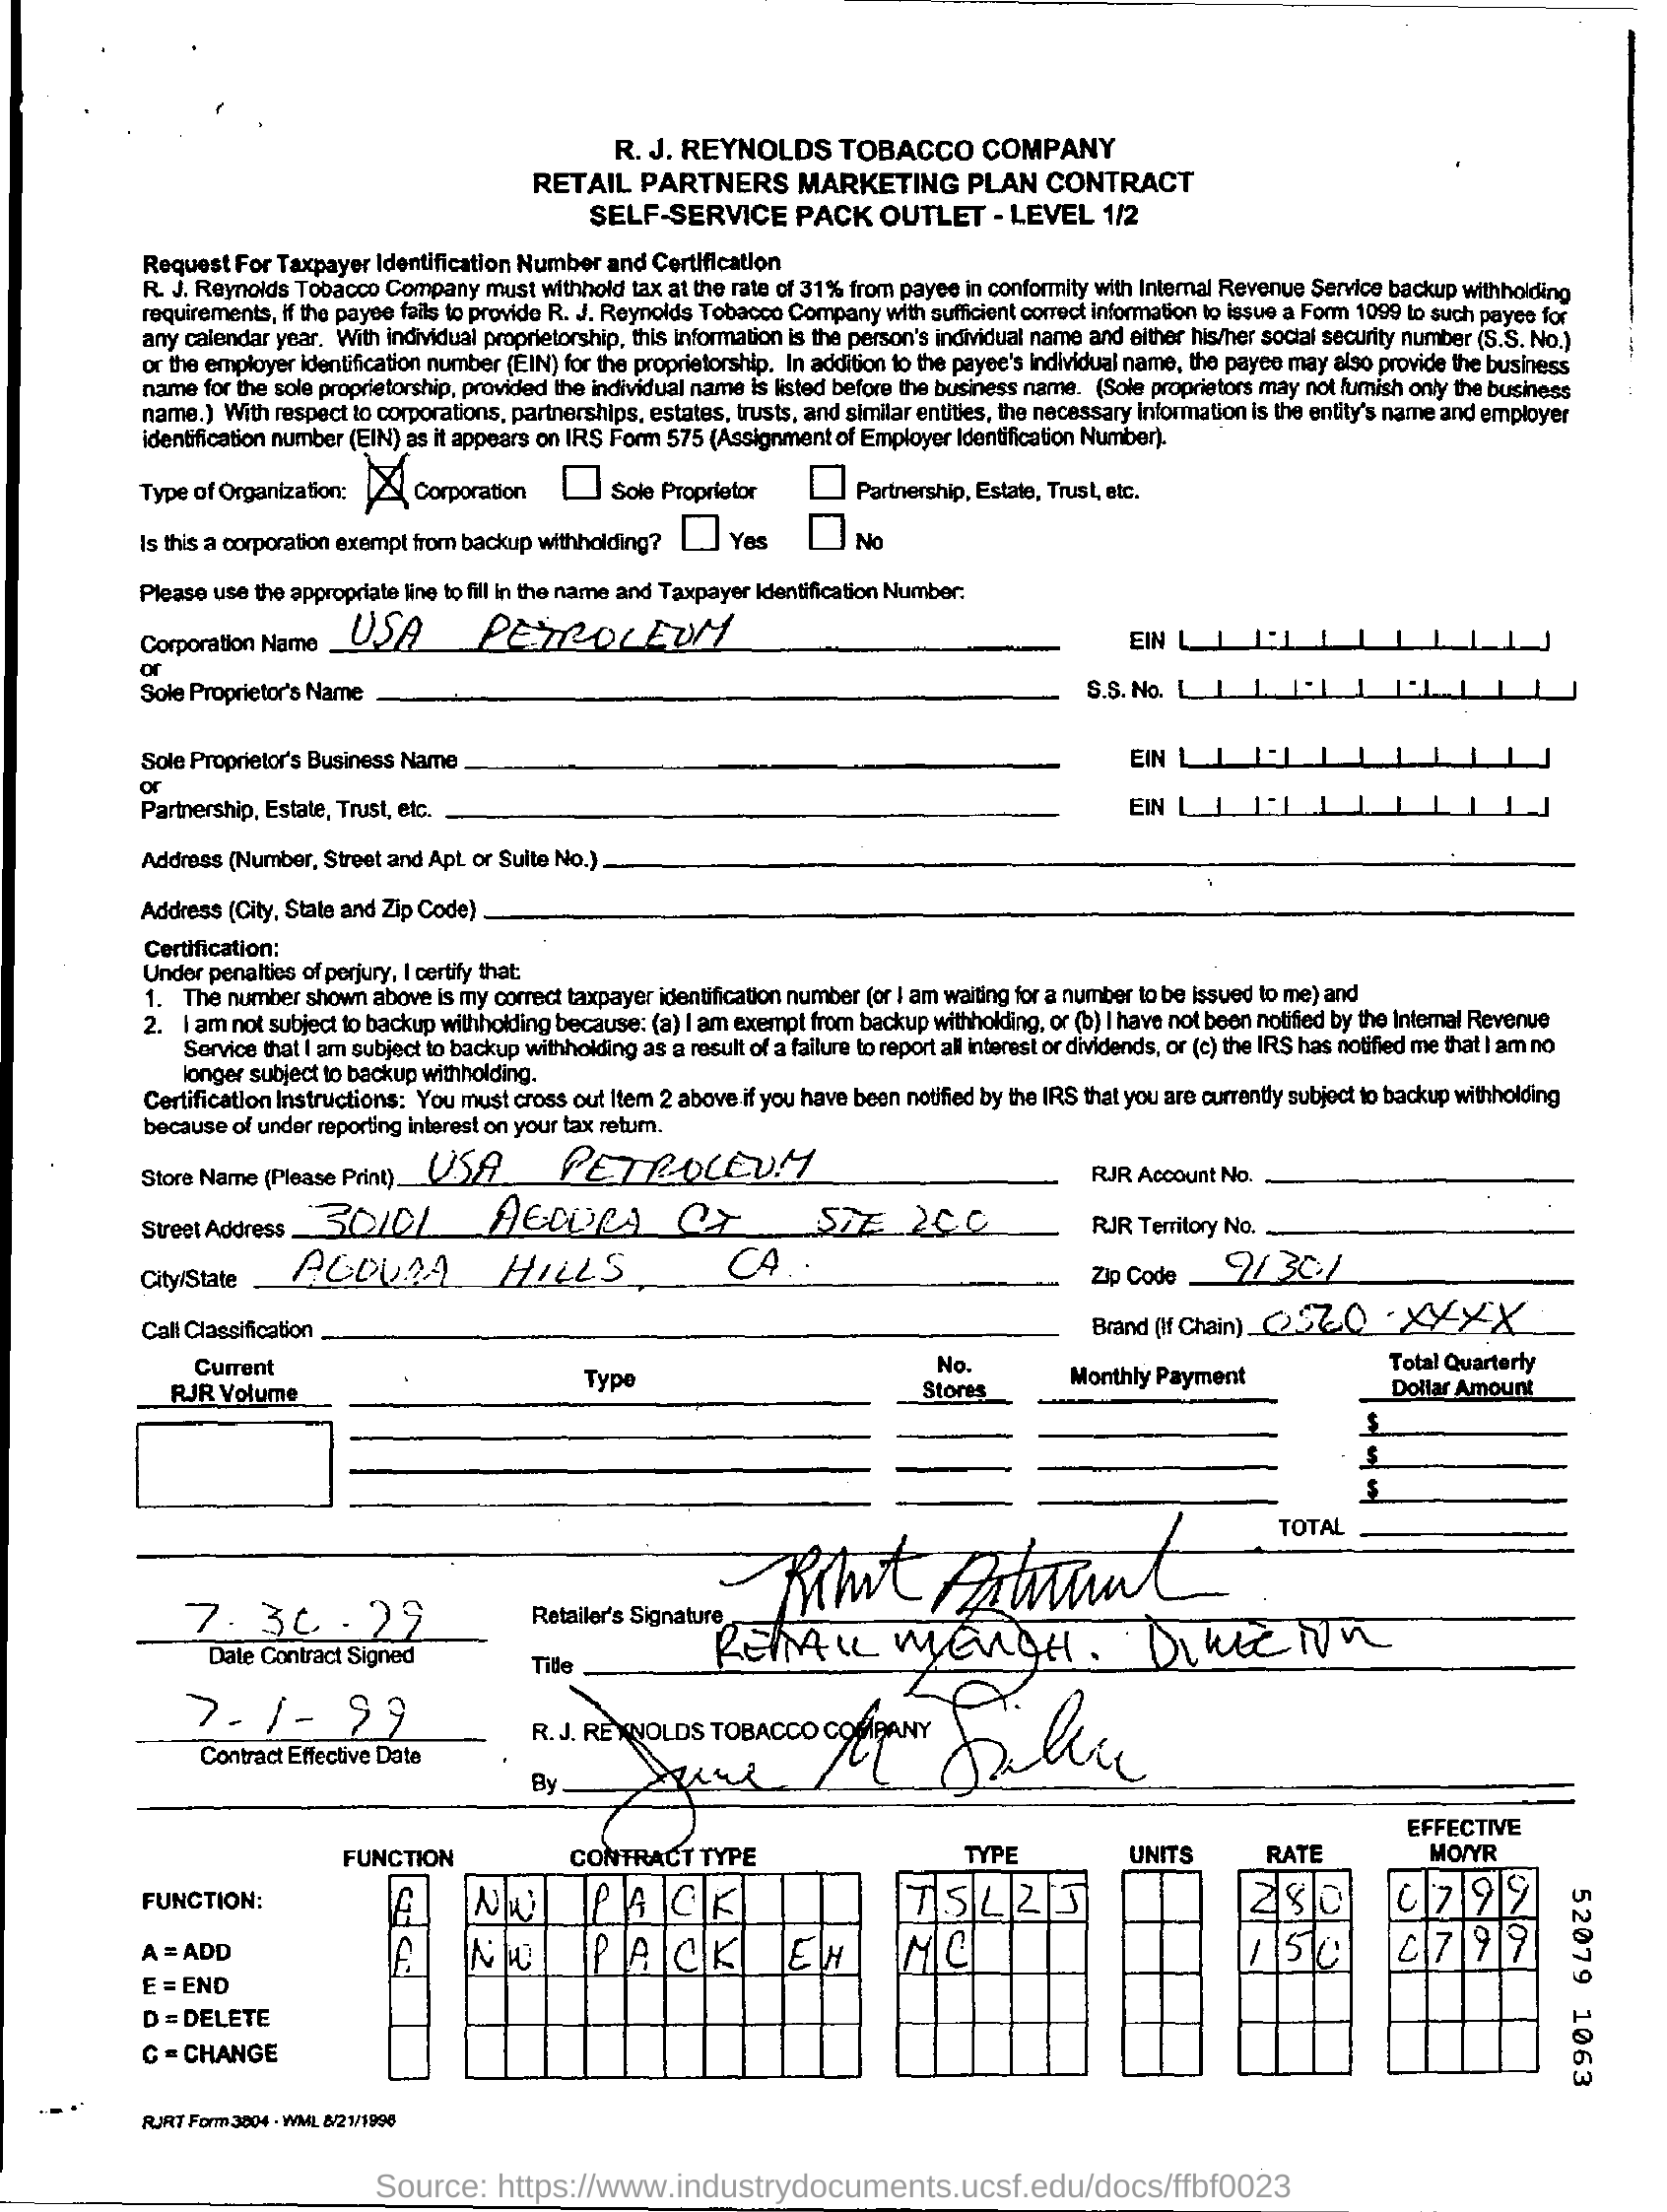 R. J. REYNOLDS TOBACCO COMPANY
RETAIL PARTNERS MARKETING PLAN CONTRACT
SELF-SERVICE PACK OUTLET - LEVEL 1/2
Request For Taxpayer Identification Number and Certification
R. J. Reynolds Tobacco Company must withhold tax at the rate of 31% from payee in conformity with Internal Revenue Service backup withholding
requirements, if the payee fails to provide R. J. Reynolds Tobacco Company with sufficient correct information to issue a Form 1099 to such payee for
any calendar year. With individual proprietorship, this information is the person's individual name and either his/her social security number (S.S. No.)
or the employer identification number (EIN) for the proprietorship. In addition to the payee's individual name, the payee may also provide the business
name for the sole proprietorship, provided the individual name is listed before the business name. (Sole proprietors may not furnish only the business
name.) With respect to corporations, partnerships, estates, trusts, and similar entities, the necessary information is the entity's name and employer
identification number (EIN) as it appears on IRS Form 575 (Assignment of Employer Identification Number).
Type of Organization: X Corporation Sole Proprietor Partnership, Estate, Trust, etc.
Is this a corporation exempt from backup withholding? Yes No
Please use the appropriate line to fill in the name and Taxpayer Identification Number:
Corporation Name USA PETROLEUM EIN
or
Sole Proprietor's Name S.S. No.
Sole Proprietor's Business Name EIN
or
Partnership, Estate, Trust, etc. EIN
Address (Number, Street and Apt. or Suite No.)
Address (City, State and Zip Code)
Certification:
Under penalties of perjury, I certify that:
1. The number shown above is my correct taxpayer identification number (or I am waiting for a number to be issued to me) and
2. I am not subject to backup withholding because: (a) I am exempt from backup withholding, or (b) I have not been notified by the Internal Revenue
Service that I am subject to backup withholding as a result of a failure to report all interest or dividends, or (c) the IRS has notified me that I am no
longer subject to backup withholding.
Certification Instructions: You must cross out Item 2 above if you have been notified by the IRS that you are currently subject to backup withholding
because of under reporting interest on your tax return.
Store Name (Please Print) USA PETROLEUM RJR Account No.
Street Address 30101 AGOURA CT STE 200 RJR Territory No.
City/State AGOURA HILLS, CA. Zip Code 91301
Call Classification Brand (If Chain) 0560-XXXX
Current RJR Volume Type No. Stores Monthly Payment Total Quarterly Dollar Amount
$
$
$
TOTAL
7-30-99 Retailer's Signature
Date Contract Signed Title RETAIL MERCH. DIRECTOR
7-1-99 R. J. REYNOLDS TOBACCO COMPANY
Contract Effective Date By
FUNCTION CONTRACT TYPE TYPE UNITS RATE EFFECTIVE MO/YR
FUNCTION: A NW PACK TSL2J 280 0799
A = ADD A NW PACK EH MC 150 0799
E = END
D = DELETE
C = CHANGE
52079 1063
RJRT Form 3804 - WML 8/21/1998
Source: https://www.industrydocuments.ucsf.edu/docs/ffbf0023